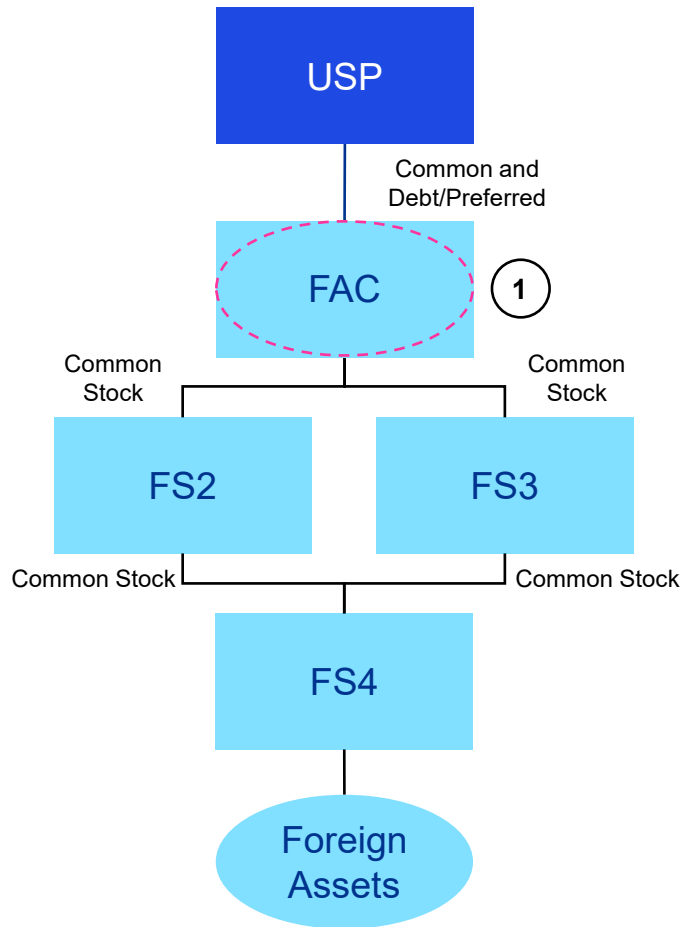 USP
Common and
Debt/Preferred
FAC
1
Common
Stock
Common
Stock
FS2
FS3
Common Stock
Common Stock
FS4
Foreign
Assets